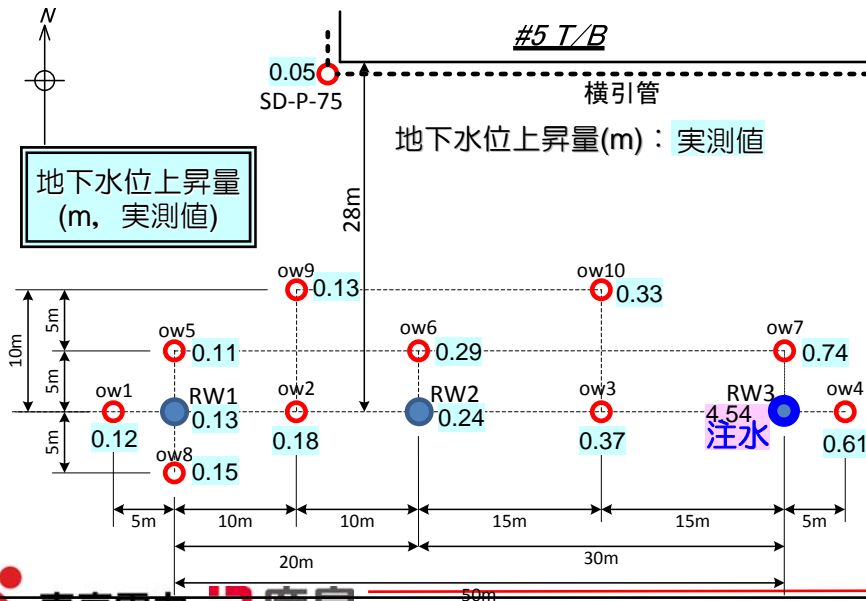 N
#5 T/B
0.05
SD-P-75
横引管
地下水位上昇量(m)：実測値
地下水位上昇量
(m, 実測値)
28m
ow9
0.13
ow10
0.33
10m
5m
5m
5m
ow5
0.11
ow6
0.29
ow7
0.74
ow1
0.12
RW1
0.13
ow2
0.18
RW2
0.24
ow3
0.37
RW3
4.54
注水
ow4
0.61
ow8
0.15
5m
10m
10m
15m
15m
5m
20m
30m
50m